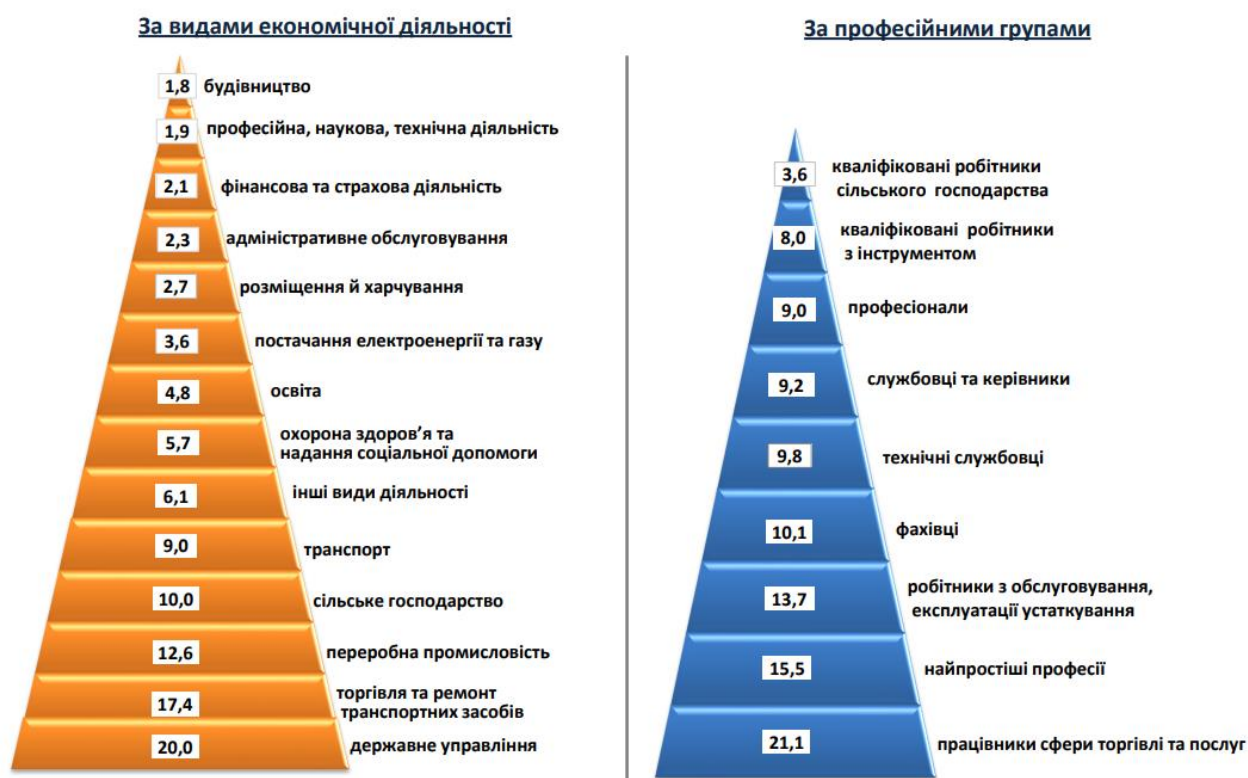 За видами економічної діяльності
1,8 будівництво
1,9 професійна, наукова, технічна діяльність
2,1 фінансова та страхова діяльність
2,3 адміністративне обслуговування
2,7 розміщення й харчування
3,6 постачання електроенергії та газу
4,8 освіта
5,7 охорона здоров’я та
надання соціальної допомоги
6,1 інші види діяльності
9,0 транспорт
10,0 сільське господарство
12,6 переробна промисловість
17,4 торгівля та ремонт
транспортних засобів
20,0 державне управління
За професійними групами
3,6 кваліфіковані робітники
сільського господарства
8,0 кваліфіковані робітники
з інструментом
9,0 професіонали
9,2 службовці та керівники
9,8 технічні службовці
10,1 фахівці
13,7 робітники з обслуговування,
експлуатації устаткування
15,5 найпростіші професії
21,1 працівники сфери торгівлі та послуг